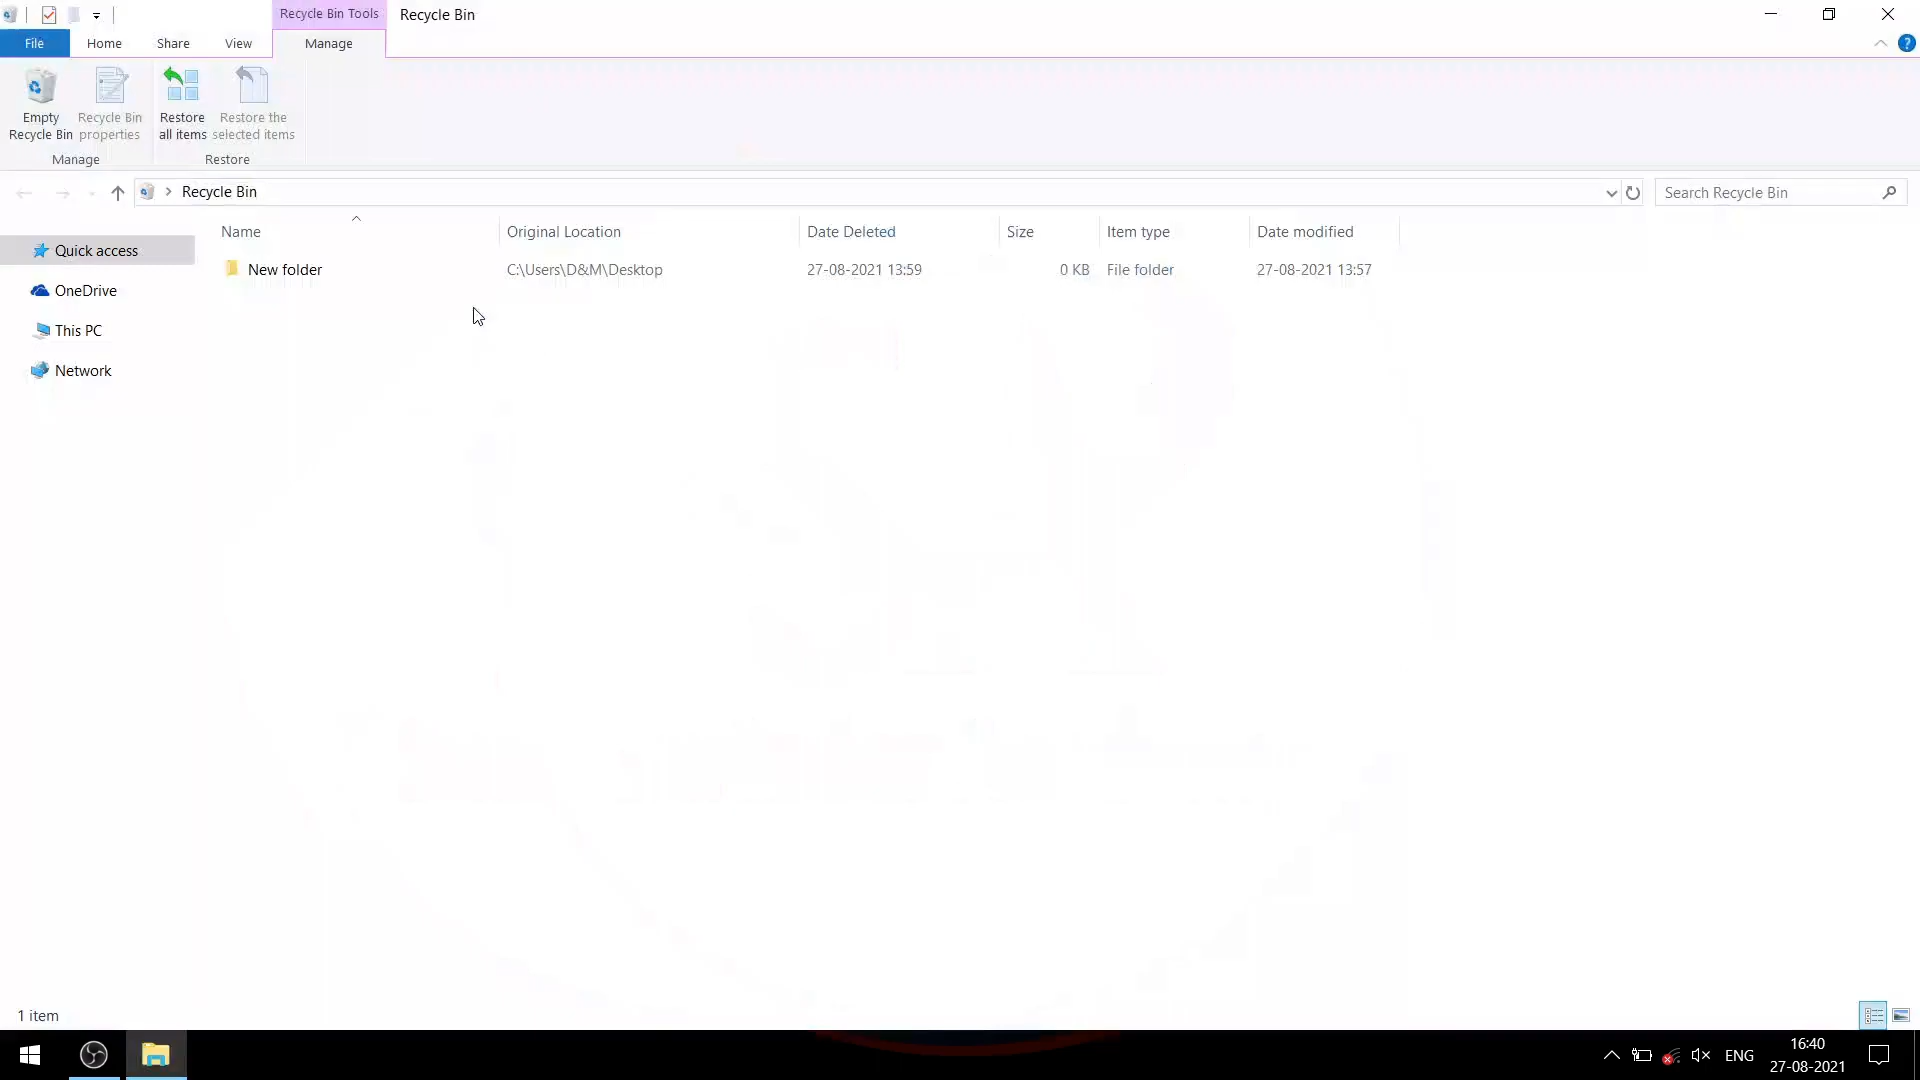 Recycle Bin Tools Recycle Bin
File Home Share View Manage
Empty Recycle Bin Restore Restore the
Recycle Bin properties all items selected items
Manage Restore
Recycle Bin Search Recycle Bin
Name Original Location Date Deleted Size Item type Date modified
Quick access
New folder C:\Users\D&M\Desktop 27-08-2021 13:59 0 KB File folder 27-08-2021 13:57
OneDrive
This PC
Network
1 item
16:40
ENG
27-08-2021